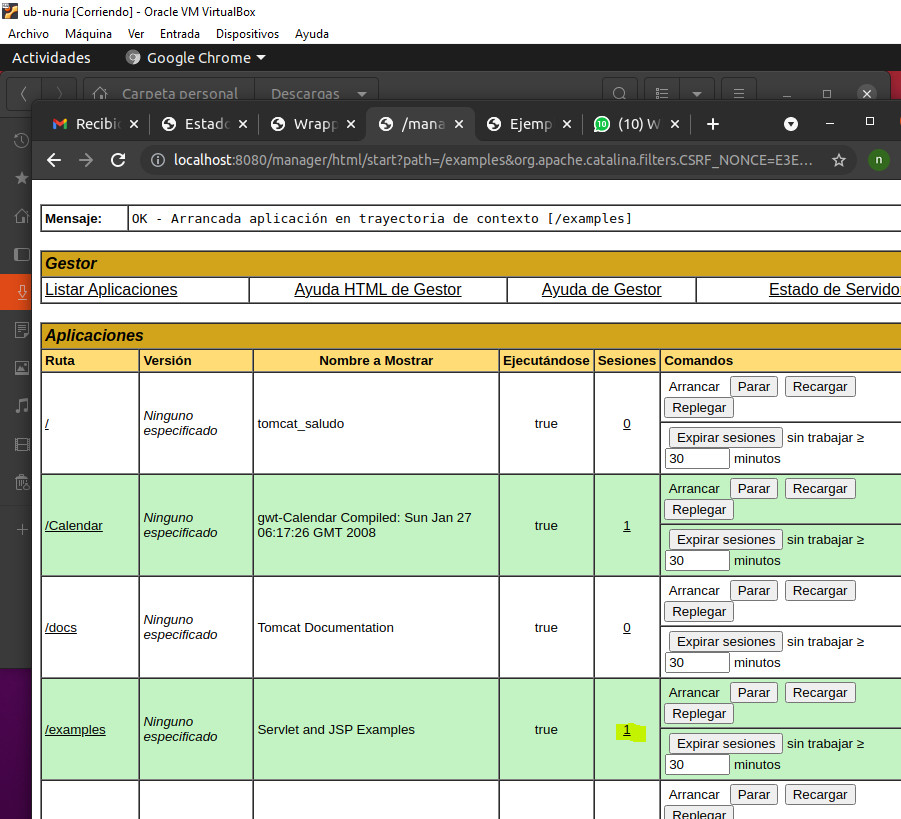 ub-nuria [Corriendo] - Oracle VM VirtualBox
Archivo Máquina Ver Entrada Dispositivos Ayuda
Actividades Google Chrome
Carpeta personal Descargas
Recibi Estado Wrapp /mana Ejemp (10) W
localhost:8080/manager/html/start?path=/examples&org.apache.catalina.filters.CSRF_NONCE=E3E... n
Mensaje: OK - Arrancada aplicación en trayectoria de contexto [/examples]
Gestor
Listar Aplicaciones Ayuda HTML de Gestor Ayuda de Gestor Estado de Servidor
Aplicaciones
Ruta Versión Nombre a Mostrar Ejecutándose Sesiones Comandos
/ Ninguno especificado tomcat_saludo true 0 Arrancar Parar Recargar
Replegar
Expirar sesiones sin trabajar ≥
30 minutos
/Calendar Ninguno especificado gwt-Calendar Compiled: Sun Jan 27 06:17:26 GMT 2008 true 1 Arrancar Parar Recargar
Replegar
Expirar sesiones sin trabajar ≥
30 minutos
/docs Ninguno especificado Tomcat Documentation true 0 Arrancar Parar Recargar
Replegar
Expirar sesiones sin trabajar ≥
30 minutos
/examples Ninguno especificado Servlet and JSP Examples true 1 Arrancar Parar Recargar
Replegar
Expirar sesiones sin trabajar ≥
30 minutos
Arrancar Parar Recargar
Replegar